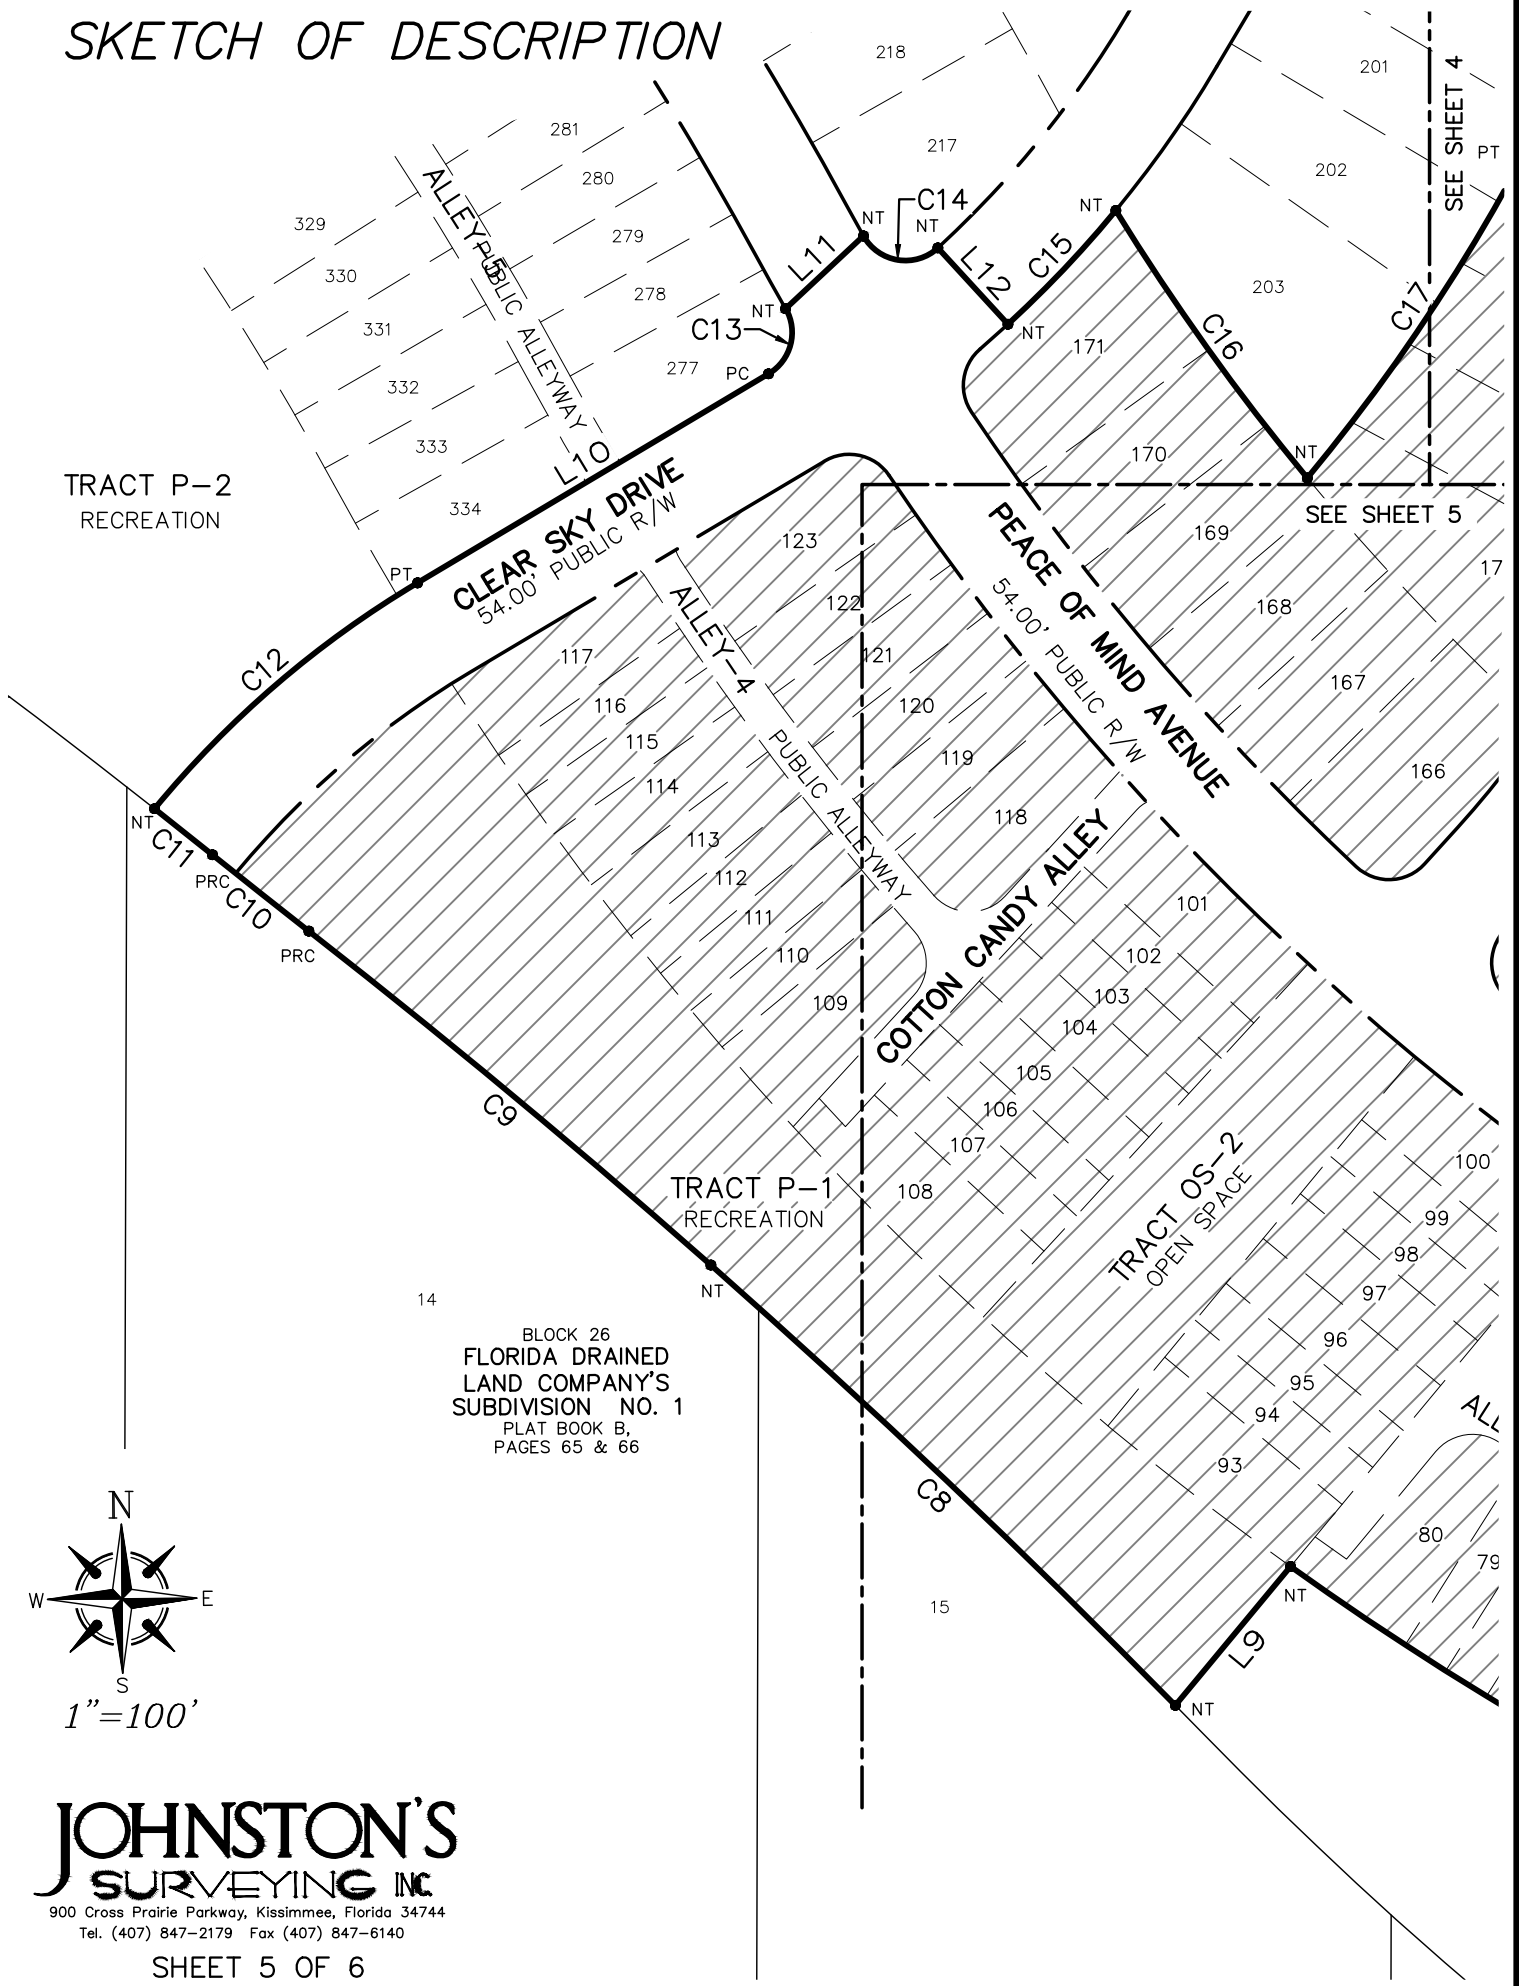 SKETCH OF DESCRIPTION
218
201
SEE SHEET 4
281
217
PT
280
202
ALLEY-5
PUBLIC ALLEYWAY
329
NT
C14
NT
NT
279
330
L11
L12
C15
278
203
331
NT
C13
NT
C17
C16
277
PC
171
332
333
L10
NT
170
TRACT P-2
RECREATION
334
CLEAR SKY DRIVE
54.00' PUBLIC R/W
SEE SHEET 5
169
123
PEACE OF MIND AVENUE
54.00' PUBLIC R/W
17
PT
122
168
ALLEY-4
PUBLIC ALLEYWAY
117
121
C12
167
116
120
115
119
166
114
118
NT
C11
113
COTTON CANDY ALLEY
PRC
C10
112
101
111
PRC
110
102
109
103
104
105
C9
106
107
TRACT OS-2
OPEN SPACE
100
TRACT P-1
RECREATION
108
99
98
NT
97
14
BLOCK 26
FLORIDA DRAINED
LAND COMPANY'S
SUBDIVISION NO. 1
PLAT BOOK B,
PAGES 65 & 66
96
95
94
ALL
93
C8
N
80
79
W
E
NT
15
L9
S
1"=100'
NT
JOHNSTON'S
SURVEYING INC.
900 Cross Prairie Parkway, Kissimmee, Florida 34744
Tel. (407) 847-2179 Fax (407) 847-6140
SHEET 5 OF 6